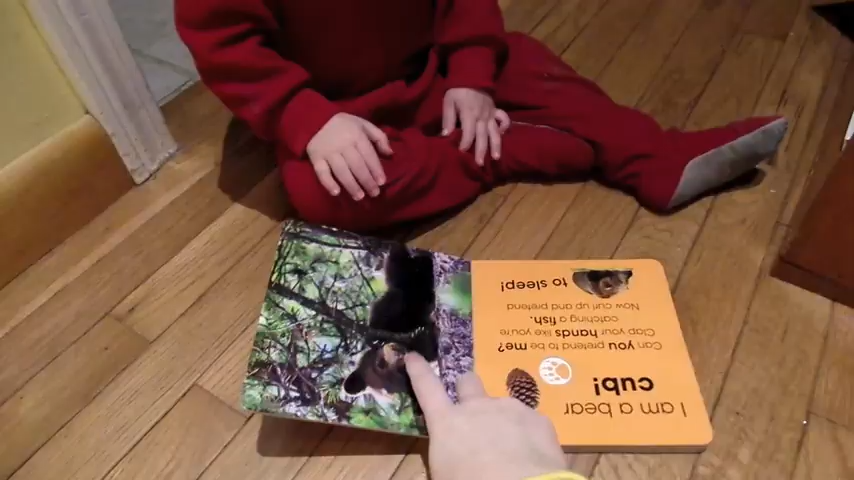 I am a bear
cub!
Can you pretend to be me?
Clap your hands like you're
catching a fish.
Now curl up and pretend
to sleep!